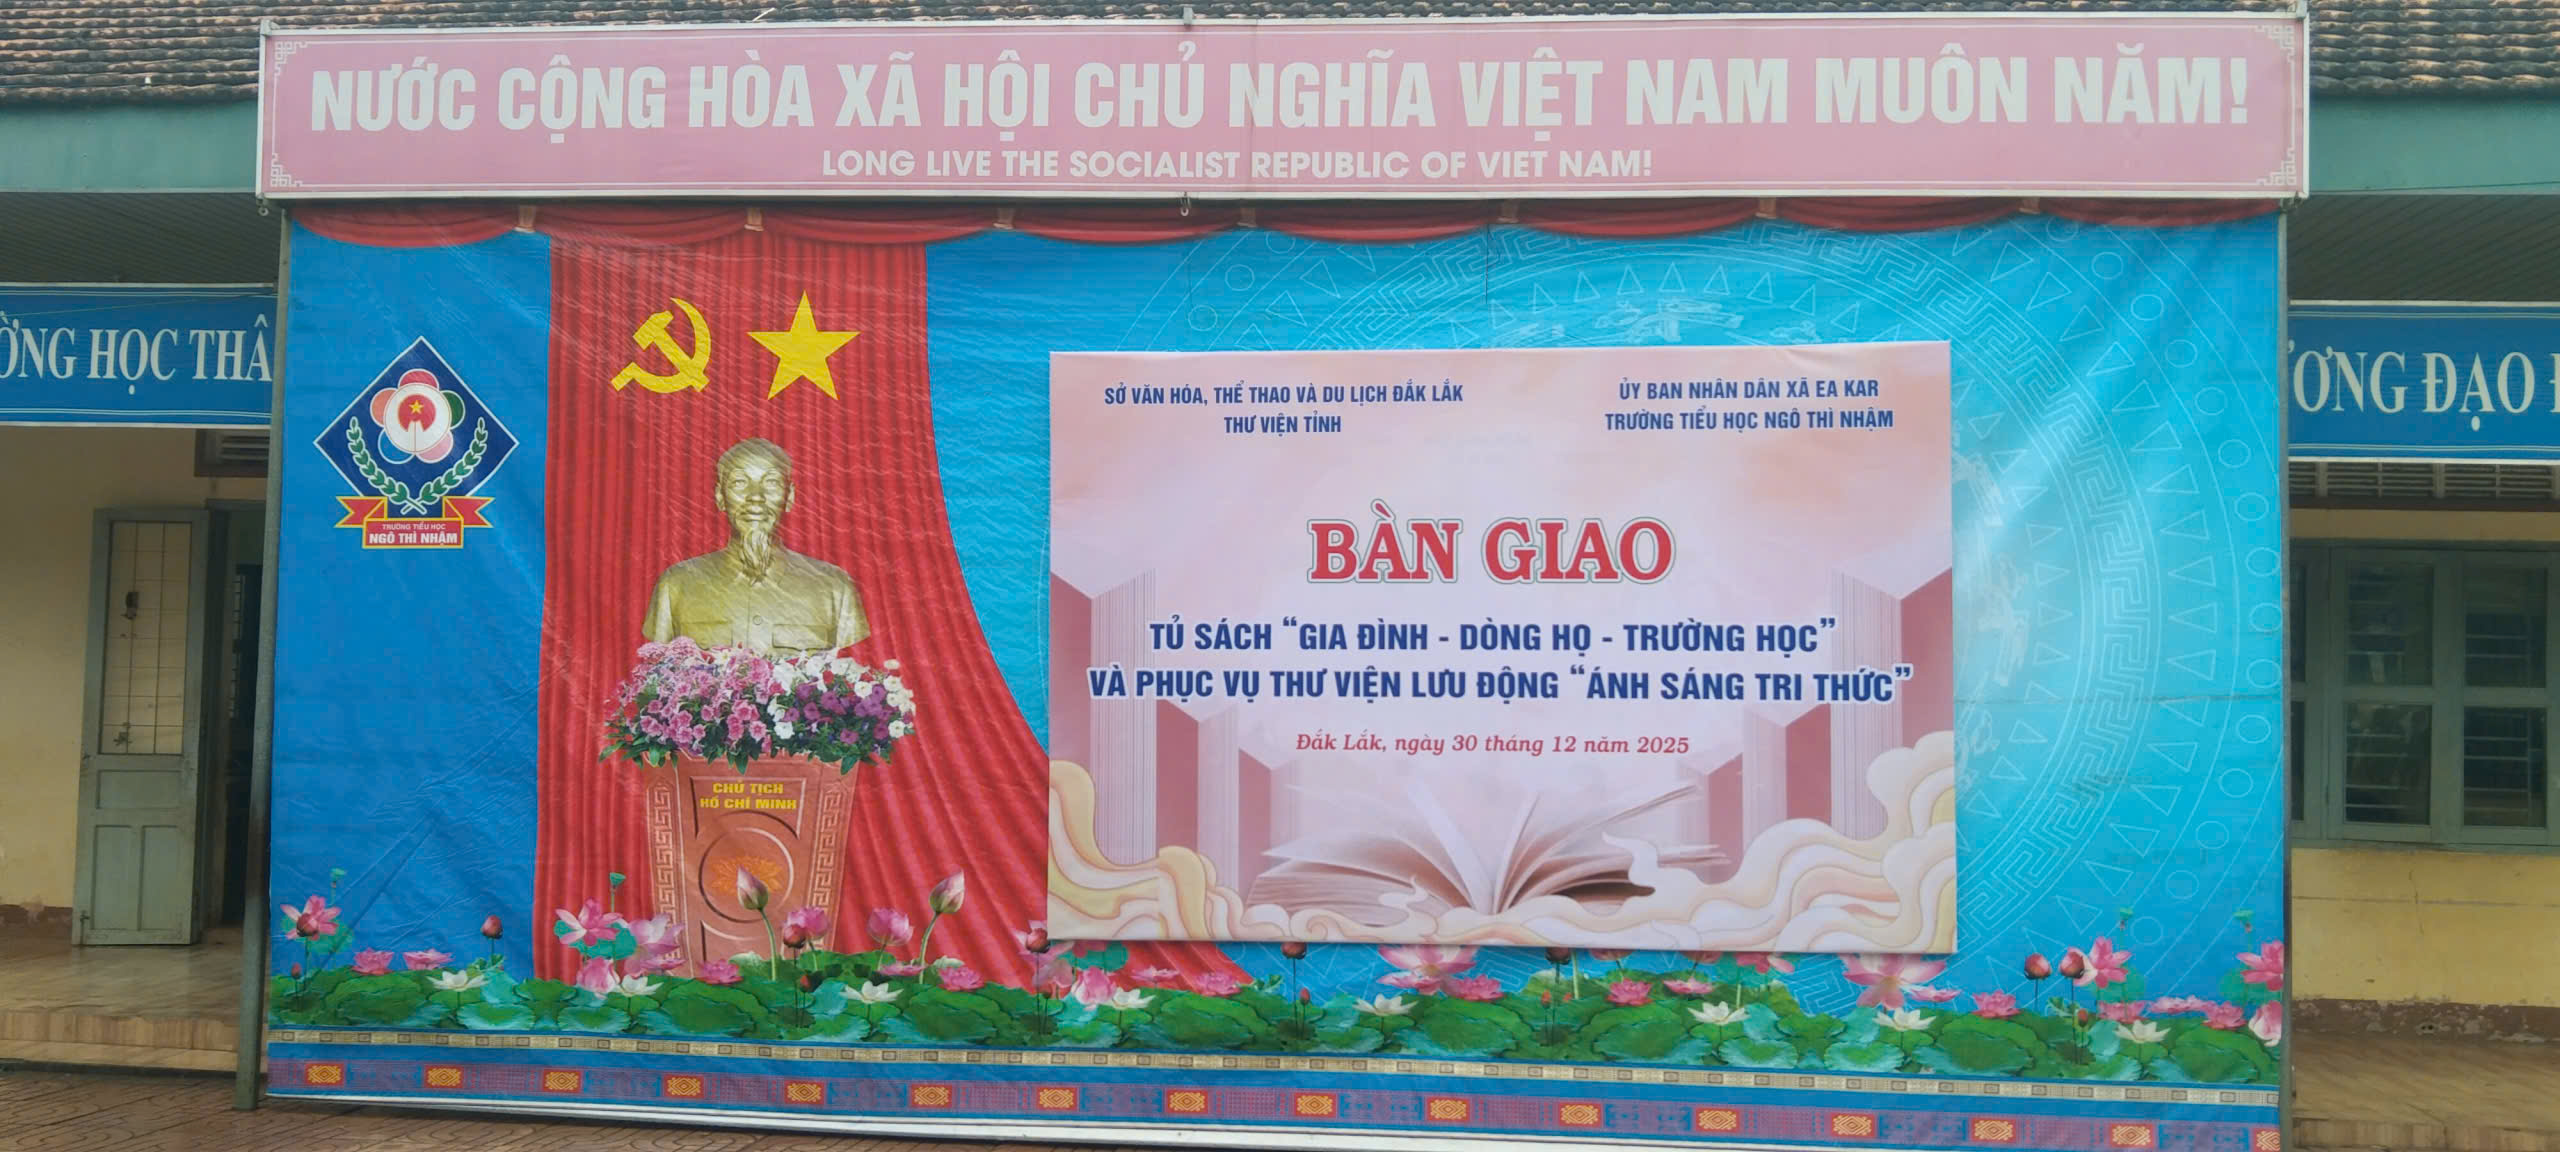 NƯỚC CỘNG HÒA XÃ HỘI CHỦ NGHĨA VIỆT NAM MUÔN NĂM!
LONG LIVE THE SOCIALIST REPUBLIC OF VIET NAM!
HỌC THÂ
ĐẠO
TRƯỜNG TIỂU HỌC
NGÔ THÌ NHẬM
SỞ VĂN HÓA, THỂ THAO VÀ DU LỊCH ĐẮK LẮK
THƯ VIỆN TỈNH
ỦY BAN NHÂN DÂN XÃ EA KAR
TRƯỜNG TIỂU HỌC NGÔ THÌ NHẬM
BÀN GIAO
TỦ SÁCH “GIA ĐÌNH - DÒNG HỌ - TRƯỜNG HỌC”
VÀ PHỤC VỤ THƯ VIỆN LƯU ĐỘNG “ÁNH SÁNG TRI THỨC”
Đắk Lắk, ngày 30 tháng 12 năm 2025
CHỦ TỊCH
HỒ CHÍ MINH